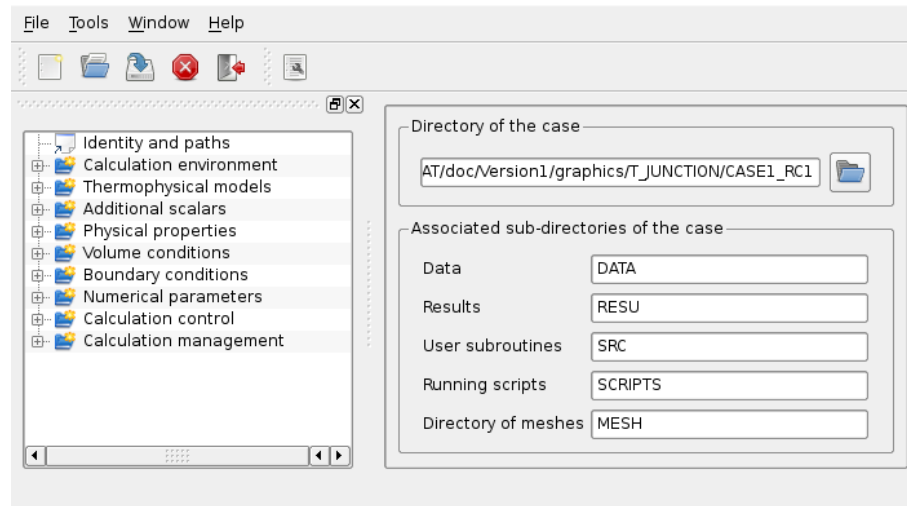 File Tools Window Help
Identity and paths
Calculation environment
Thermophysical models
Additional scalars
Physical properties
Volume conditions
Boundary conditions
Numerical parameters
Calculation control
Calculation management
Directory of the case
AT/doc/Version1/graphics/T_JUNCTION/CASE1_RC1
Associated sub-directories of the case
Data DATA
Results RESU
User subroutines SRC
Running scripts SCRIPTS
Directory of meshes MESH